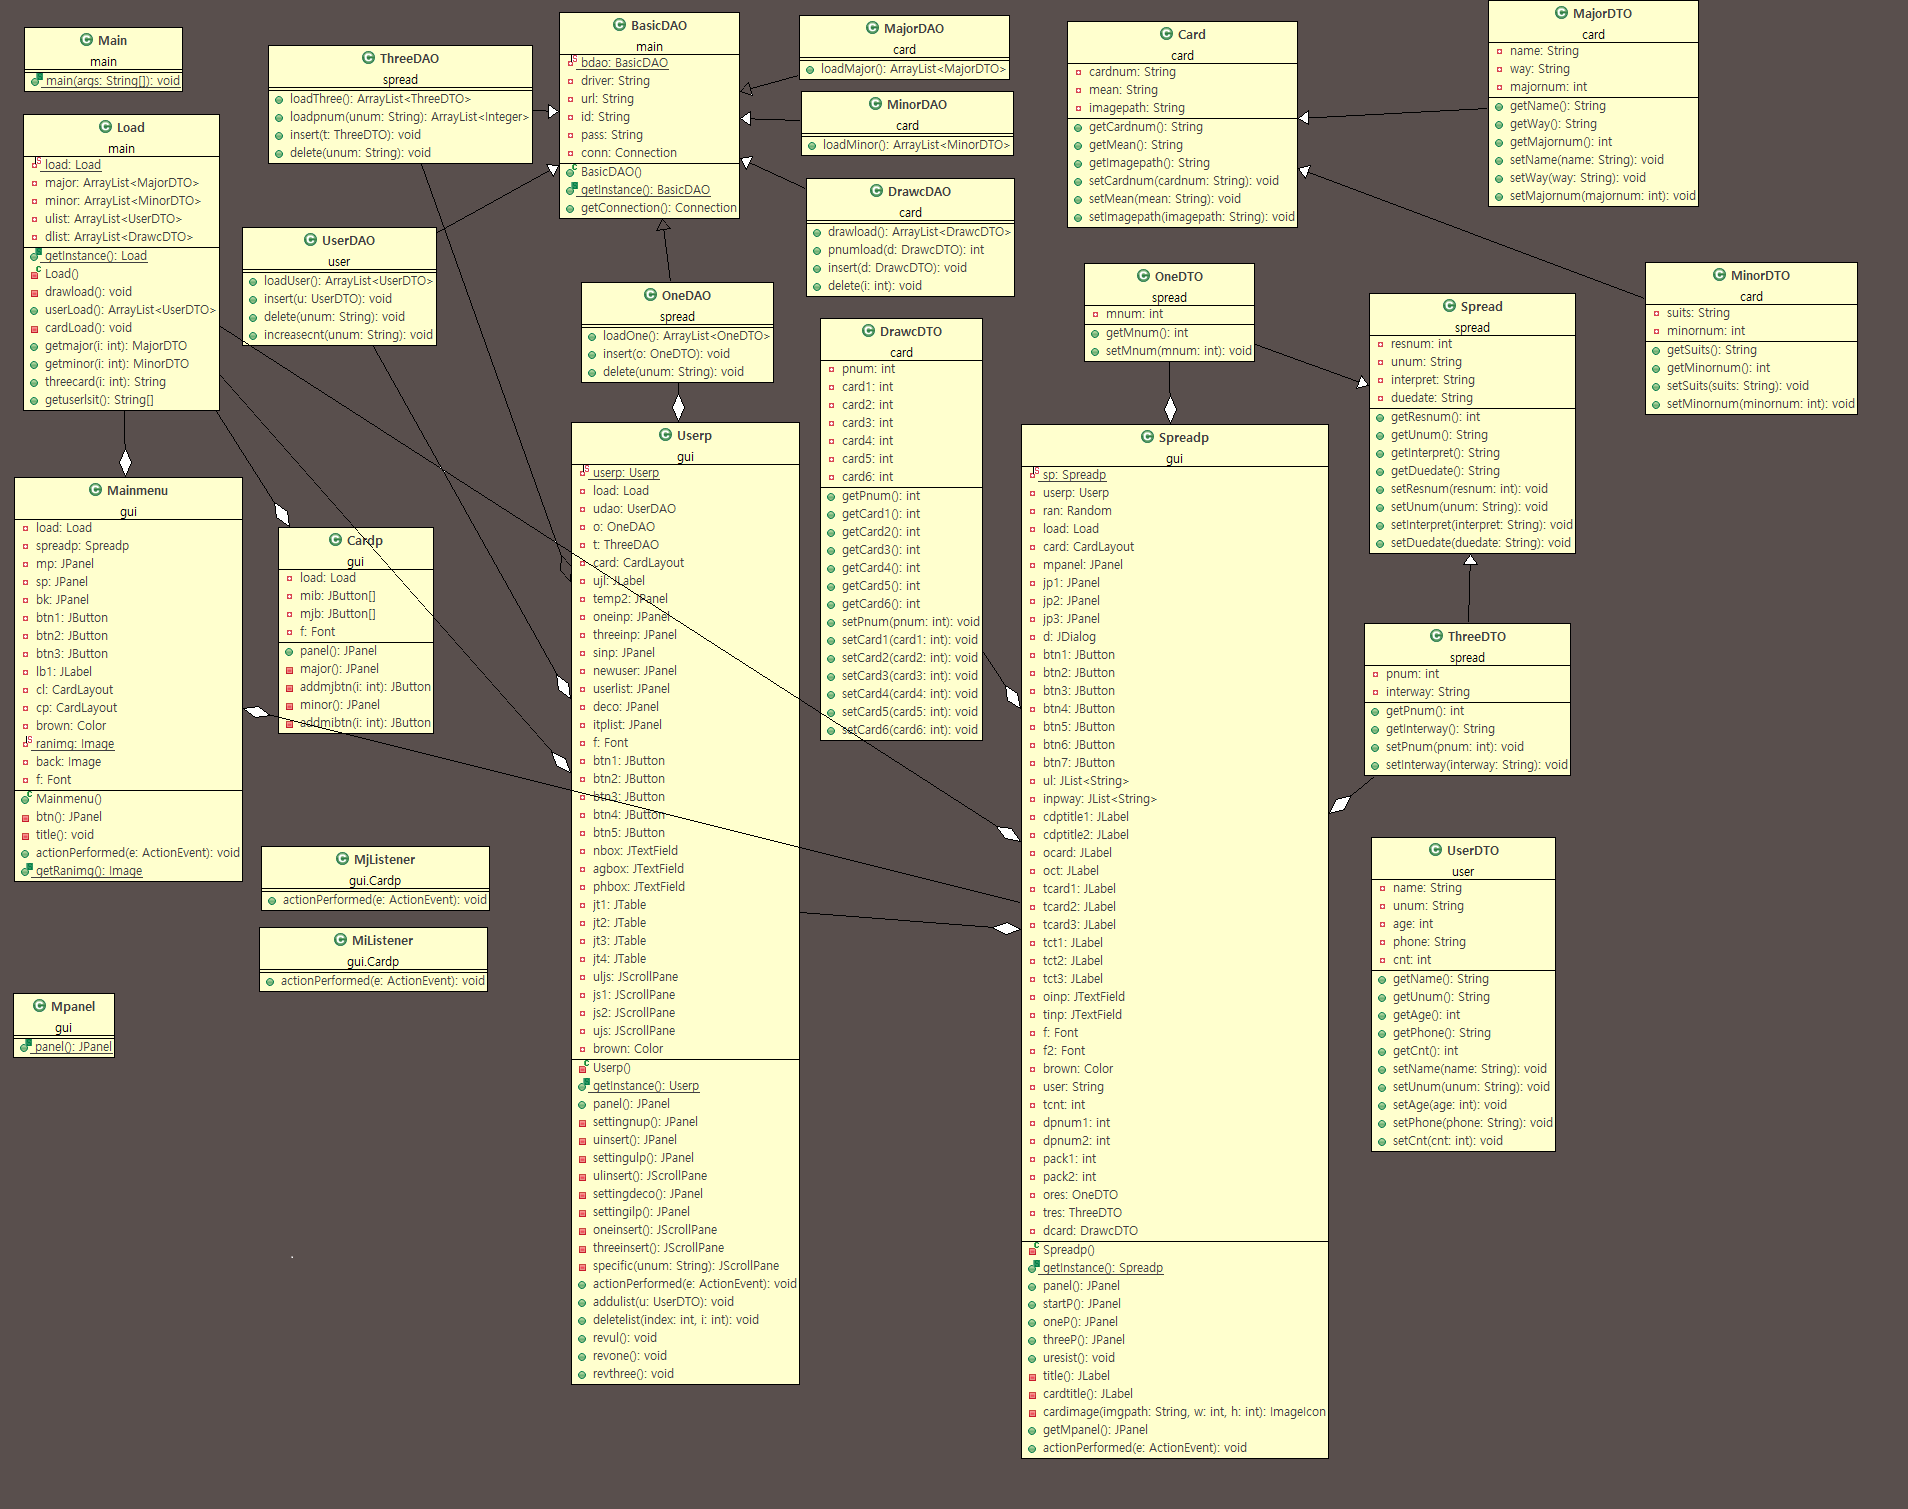 Main
main
main(args: String[]): void
Load
main
load: Load
major: ArrayList<MajorDTO>
minor: ArrayList<MinorDTO>
ulist: ArrayList<UserDTO>
dlist: ArrayList<DrawcDTO>
getInstance(): Load
Load()
drawload(): void
userLoad(): ArrayList<UserDTO>
cardLoad(): void
getmajor(i: int): MajorDTO
getminor(i: int): MinorDTO
threecard(i: int): String
getuserlsit(): String[]
Mainmenu
gui
load: Load
spreadp: Spreadp
mp: JPanel
sp: JPanel
bk: JPanel
btn1: JButton
btn2: JButton
btn3: JButton
lb1: JLabel
cl: CardLayout
cp: CardLayout
brown: Color
ranimg: Image
back: Image
f: Font
Mainmenu()
btn(): JPanel
title(): void
actionPerformed(e: ActionEvent): void
getRanimg(): Image
Mpanel
gui
panel(): JPanel
ThreeDAO
spread
loadThree(): ArrayList<ThreeDTO>
loadpnum(unum: String): ArrayList<Integer>
insert(t: ThreeDTO): void
delete(unum: String): void
UserDAO
user
loadUser(): ArrayList<UserDTO>
insert(u: UserDTO): void
delete(unum: String): void
increasecnt(unum: String): void
Cardp
gui
load: Load
mib: JButton[]
mjb: JButton[]
f: Font
panel(): JPanel
major(): JPanel
addmjbtn(i: int): JButton
minor(): JPanel
addmibtn(i: int): JButton
MjListener
gui.Cardp
actionPerformed(e: ActionEvent): void
MiListener
gui.Cardp
actionPerformed(e: ActionEvent): void
BasicDAO
main
bdao: BasicDAO
driver: String
url: String
id: String
pass: String
conn: Connection
BasicDAO()
getInstance(): BasicDAO
getConnection(): Connection
OneDAO
spread
loadOne(): ArrayList<OneDTO>
insert(o: OneDTO): void
delete(unum: String): void
Userp
gui
userp: Userp
load: Load
udao: UserDAO
o: OneDAO
t: ThreeDAO
card: CardLayout
ujl: JLabel
temp2: JPanel
oneinp: JPanel
threeinp: JPanel
sinp: JPanel
newuser: JPanel
userlist: JPanel
deco: JPanel
itplist: JPanel
f: Font
btn1: JButton
btn2: JButton
btn3: JButton
btn4: JButton
btn5: JButton
nbox: JTextField
agbox: JTextField
phbox: JTextField
jt1: JTable
jt2: JTable
jt3: JTable
jt4: JTable
uljs: JScrollPane
js1: JScrollPane
js2: JScrollPane
ujs: JScrollPane
brown: Color
Userp()
getInstance(): Userp
panel(): JPanel
settingnup(): JPanel
uinsert(): JPanel
settingulp(): JPanel
ulinsert(): JScrollPane
settingdeco(): JPanel
settingilp(): JPanel
oneinsert(): JScrollPane
threeinsert(): JScrollPane
specific(unum: String): JScrollPane
actionPerformed(e: ActionEvent): void
addulist(u: UserDTO): void
deletelist(index: int, i: int): void
revul(): void
revone(): void
revthree(): void
MajorDAO
card
loadMajor(): ArrayList<MajorDTO>
MinorDAO
card
loadMinor(): ArrayList<MinorDTO>
DrawcDAO
card
drawload(): ArrayList<DrawcDTO>
pnumload(d: DrawcDTO): int
insert(d: DrawcDTO): void
delete(i: int): void
DrawcDTO
card
pnum: int
card1: int
card2: int
card3: int
card4: int
card5: int
card6: int
getPnum(): int
getCard1(): int
getCard2(): int
getCard3(): int
getCard4(): int
getCard5(): int
getCard6(): int
setPnum(pnum: int): void
setCard1(card1: int): void
setCard2(card2: int): void
setCard3(card3: int): void
setCard4(card4: int): void
setCard5(card5: int): void
setCard6(card6: int): void
Card
card
cardnum: String
mean: String
imagepath: String
getCardnum(): String
getMean(): String
getImagepath(): String
setCardnum(cardnum: String): void
setMean(mean: String): void
setImagepath(imagepath: String): void
OneDTO
spread
mnum: int
getMnum(): int
setMnum(mnum: int): void
Spreadp
gui
sp: Spreadp
userp: Userp
ran: Random
load: Load
card: CardLayout
mpanel: JPanel
jp1: JPanel
jp2: JPanel
jp3: JPanel
d: JDialog
btn1: JButton
btn2: JButton
btn3: JButton
btn4: JButton
btn5: JButton
btn6: JButton
btn7: JButton
ul: JList<String>
inpway: JList<String>
cdptitle1: JLabel
cdptitle2: JLabel
ocard: JLabel
oct: JLabel
tcard1: JLabel
tcard2: JLabel
tcard3: JLabel
tct1: JLabel
tct2: JLabel
tct3: JLabel
oinp: JTextField
tinp: JTextField
f: Font
f2: Font
brown: Color
user: String
tcnt: int
dpnum1: int
dpnum2: int
pack1: int
pack2: int
ores: OneDTO
tres: ThreeDTO
dcard: DrawcDTO
Spreadp()
getInstance(): Spreadp
panel(): JPanel
startP(): JPanel
oneP(): JPanel
threeP(): JPanel
uresist(): void
title(): JLabel
cardtitle(): JLabel
cardimage(imgpath: String, w: int, h: int): ImageIcon
getMpanel(): JPanel
actionPerformed(e: ActionEvent): void
MajorDTO
card
name: String
way: String
majornum: int
getName(): String
getWay(): String
getMajornum(): int
setName(name: String): void
setWay(way: String): void
setMajornum(majornum: int): void
MinorDTO
card
suits: String
minornum: int
getSuits(): String
getMinornum(): int
setSuits(suits: String): void
setMinornum(minornum: int): void
Spread
spread
resnum: int
unum: String
interpret: String
duedate: String
getResnum(): int
getUnum(): String
getInterpret(): String
getDuedate(): String
setResnum(resnum: int): void
setUnum(unum: String): void
setInterpret(interpret: String): void
setDuedate(duedate: String): void
ThreeDTO
spread
pnum: int
interway: String
getPnum(): int
getInterway(): String
setPnum(pnum: int): void
setInterway(interway: String): void
UserDTO
user
name: String
unum: String
age: int
phone: String
cnt: int
getName(): String
getUnum(): String
getAge(): int
getPhone(): String
getCnt(): int
setName(name: String): void
setUnum(unum: String): void
setAge(age: int): void
setPhone(phone: String): void
setCnt(cnt: int): void